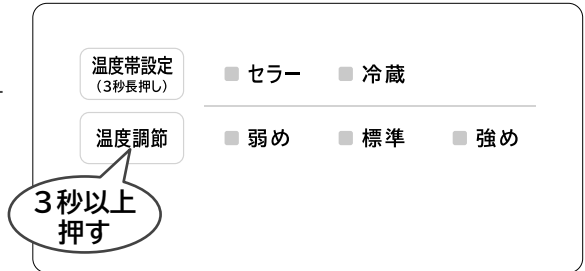 温度帯設定
(3秒長押し)
セラー
冷蔵
温度調節
弱め
標準
強め
3秒以上
押す